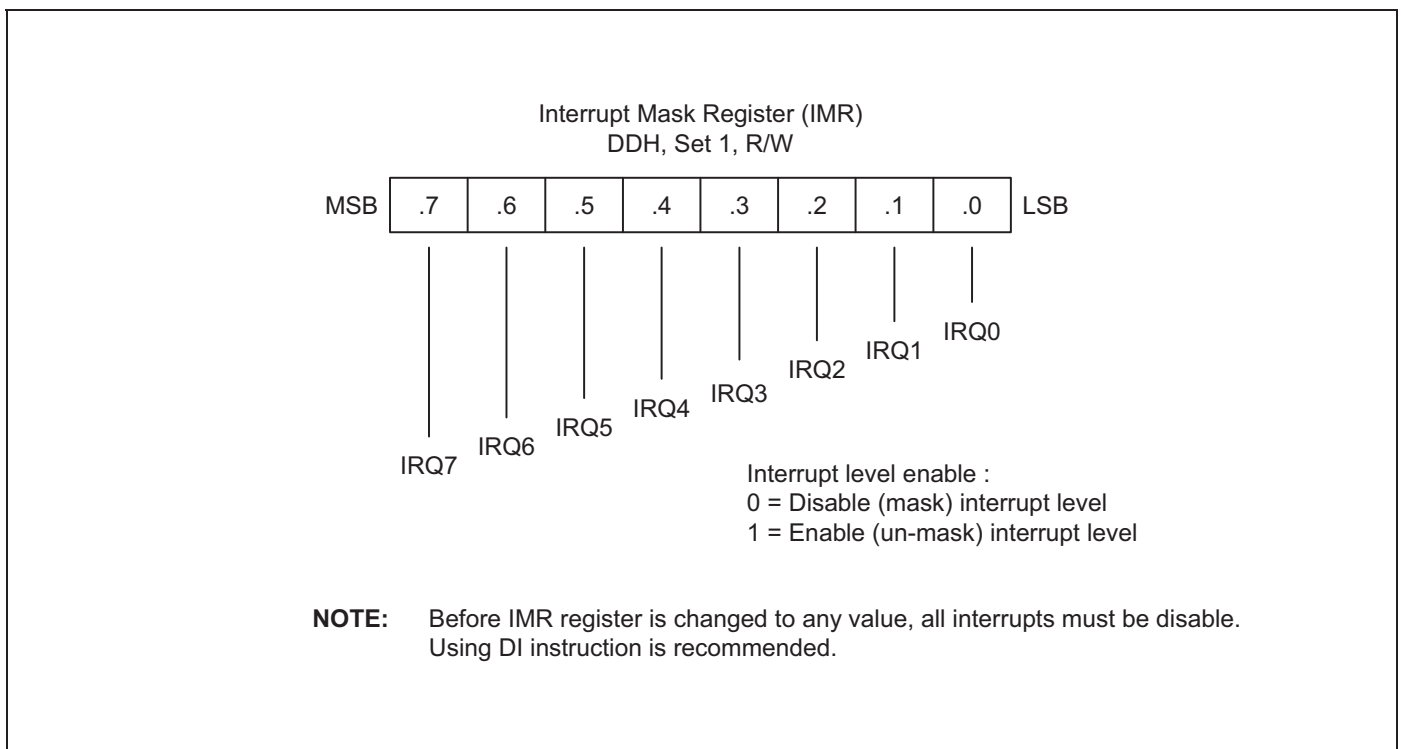 Interrupt Mask Register (IMR)
DDH, Set 1, R/W
MSB .7 .6 .5 .4 .3 .2 .1 .0 LSB
IRQ0
IRQ1
IRQ2
IRQ3
IRQ4
IRQ5
IRQ6
IRQ7
Interrupt level enable :
0 = Disable (mask) interrupt level
1 = Enable (un-mask) interrupt level
NOTE: Before IMR register is changed to any value, all interrupts must be disable.
Using DI instruction is recommended.